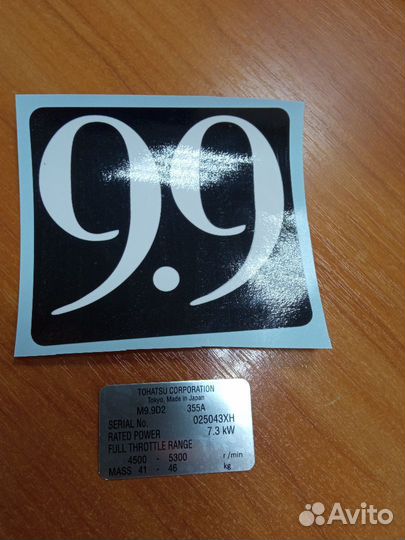 9.9
TOHATSU CORPORATION
Tokyo, Made in Japan
M9.9D2 355A
SERIAL No. 025043XH
RATED POWER 7.3 kW
FULL THROTTLE RANGE
4500 - 5300 r/min
MASS 41 - 46 kg
Avito